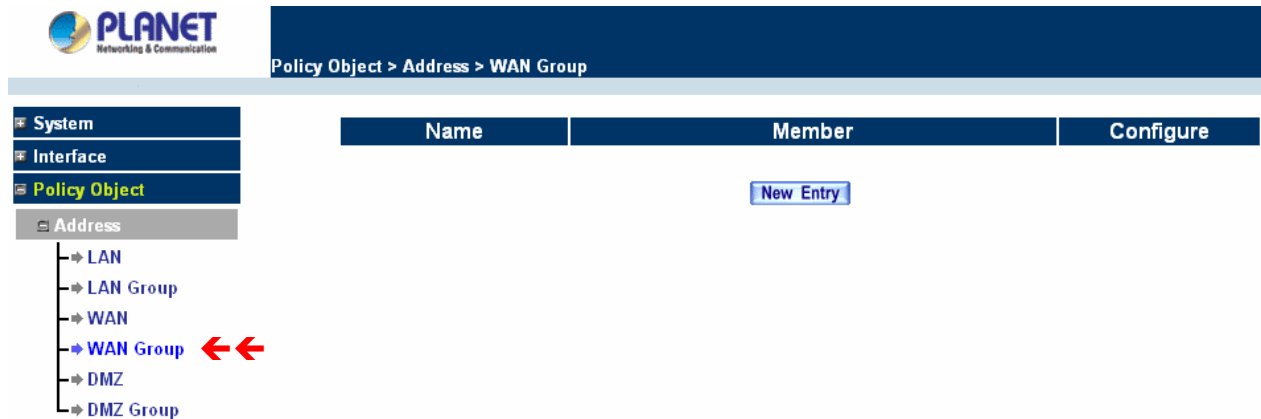 PLANET
Networking & Communication
Policy Object > Address > WAN Group
System
Interface
Policy Object
Address
LAN
LAN Group
WAN
WAN Group
DMZ
DMZ Group
Name Member Configure
New Entry